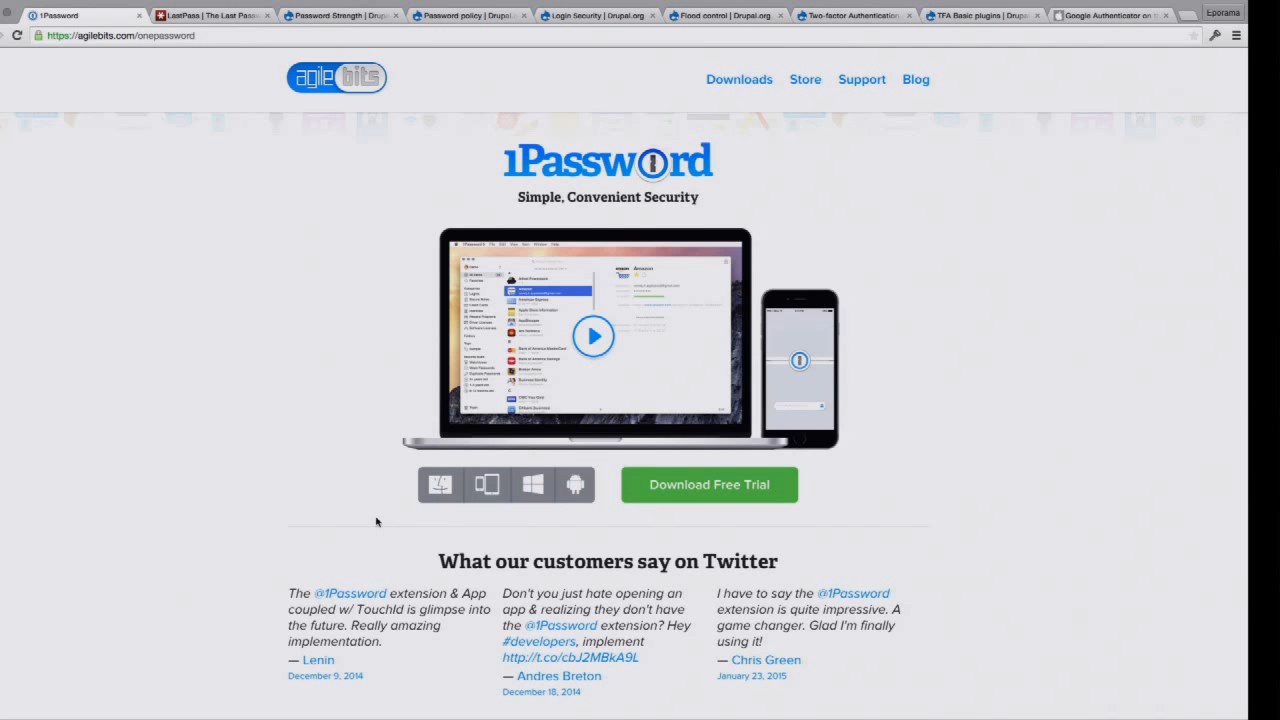 1Password
LastPass | The Last Passw
Password Strength | Drup
Password policy | Drupal.
Login Security | Drupal.org
Flood control | Drupal.org
Two-factor Authentication
TFA Basic plugins | Drupa
Google Authenticator on
Eporama
https://agilebits.com/onepassword
agile bits
Downloads
Store
Support
Blog
1Password
Simple, Convenient Security
Amazon
Download Free Trial
What our customers say on Twitter
The @1Password extension & App
coupled w/ TouchId is glimpse into
the future. Really amazing
implementation.
— Lenin
December 9, 2014
Don't you just hate opening an
app & realizing they don't have
the @1Password extension? Hey
#developers, implement
http://t.co/cbJ2MBkA9L
— Andres Breton
December 18, 2014
I have to say the @1Password
extension is quite impressive. A
game changer. Glad I'm finally
using it!
— Chris Green
January 23, 2015